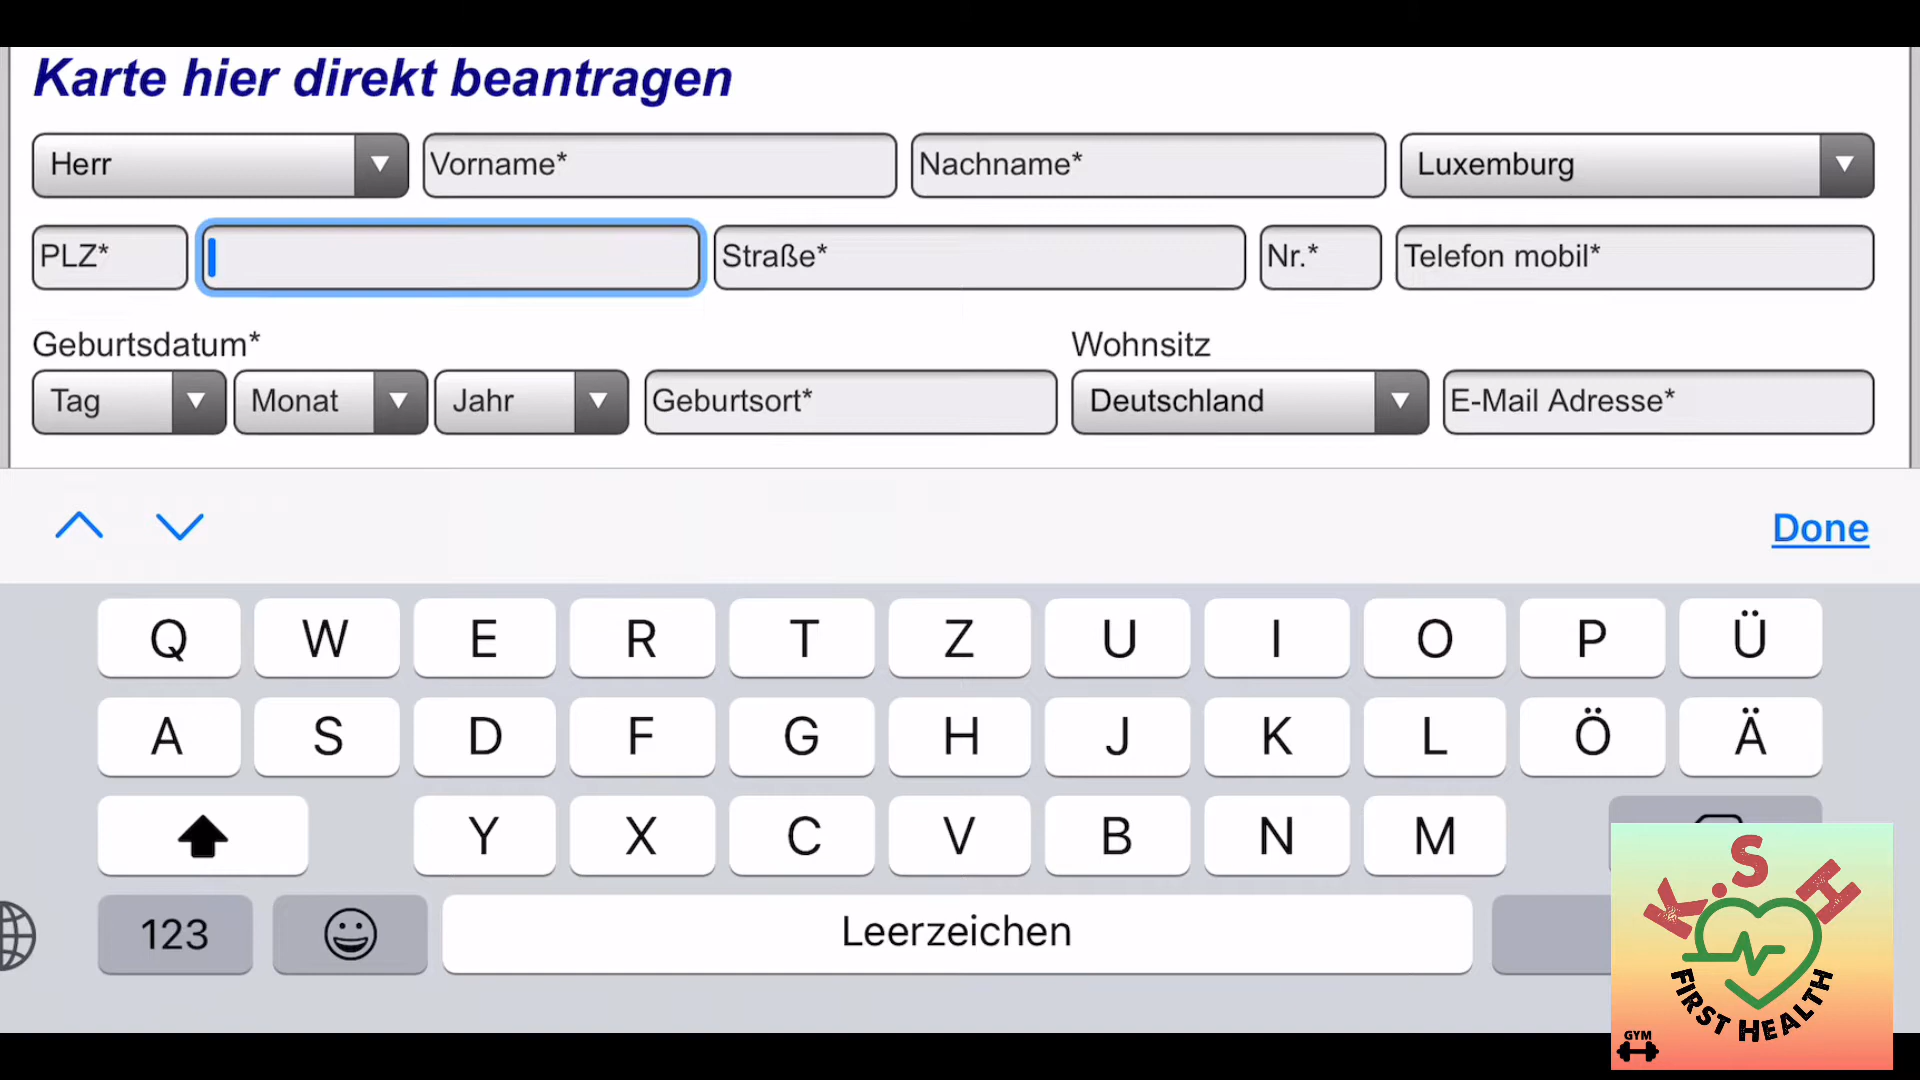 Karte hier direkt beantragen
Herr Vorname* Nachname* Luxemburg
PLZ* Straße* Nr.* Telefon mobil*
Geburtsdatum* Wohnsitz
Tag Monat Jahr Geburtsort* Deutschland E-Mail Adresse*
Done
Q W E R T Z U I O P Ü
A S D F G H J K L Ö Ä
Y X C V B N M
123 Leerzeichen
K.SH
FIRST HEALTH
GYM